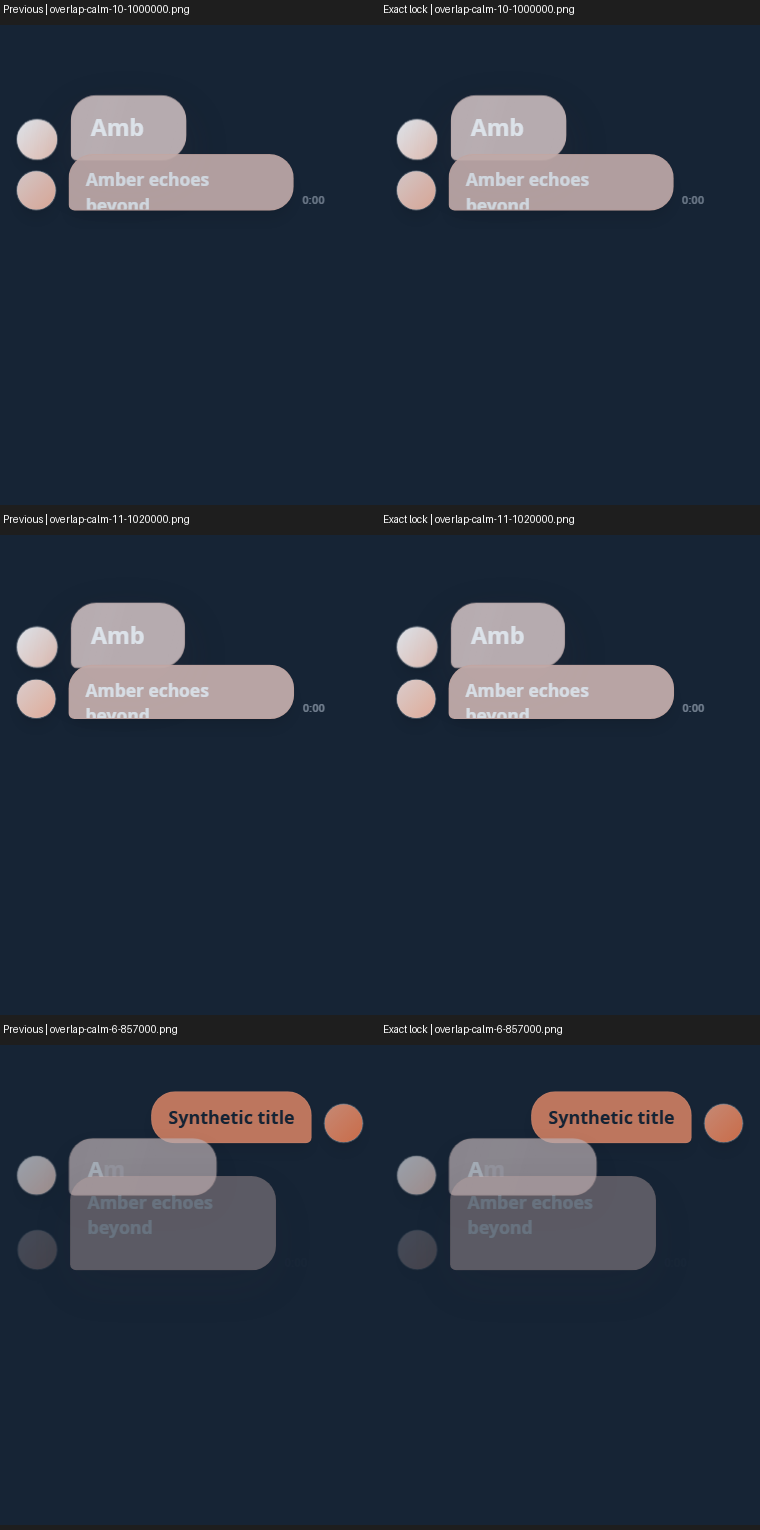 Previous | overlap-calm-10-1000000.png
Exact lock | overlap-calm-10-1000000.png
Amb
Amber echoes
beyond
0:00
Amb
Amber echoes
beyond
0:00
Previous | overlap-calm-11-1020000.png
Exact lock | overlap-calm-11-1020000.png
Amb
Amber echoes
beyond
0:00
Amb
Amber echoes
beyond
0:00
Previous | overlap-calm-6-857000.png
Exact lock | overlap-calm-6-857000.png
Synthetic title
Am
Amber echoes
beyond
Synthetic title
Am
Amber echoes
beyond